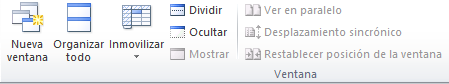 Nueva ventana
Organizar todo
Inmovilizar
Dividir
Ocultar
Mostrar
Ver en paralelo
Desplazamiento sincrónico
Restablecer posición de la ventana
Ventana